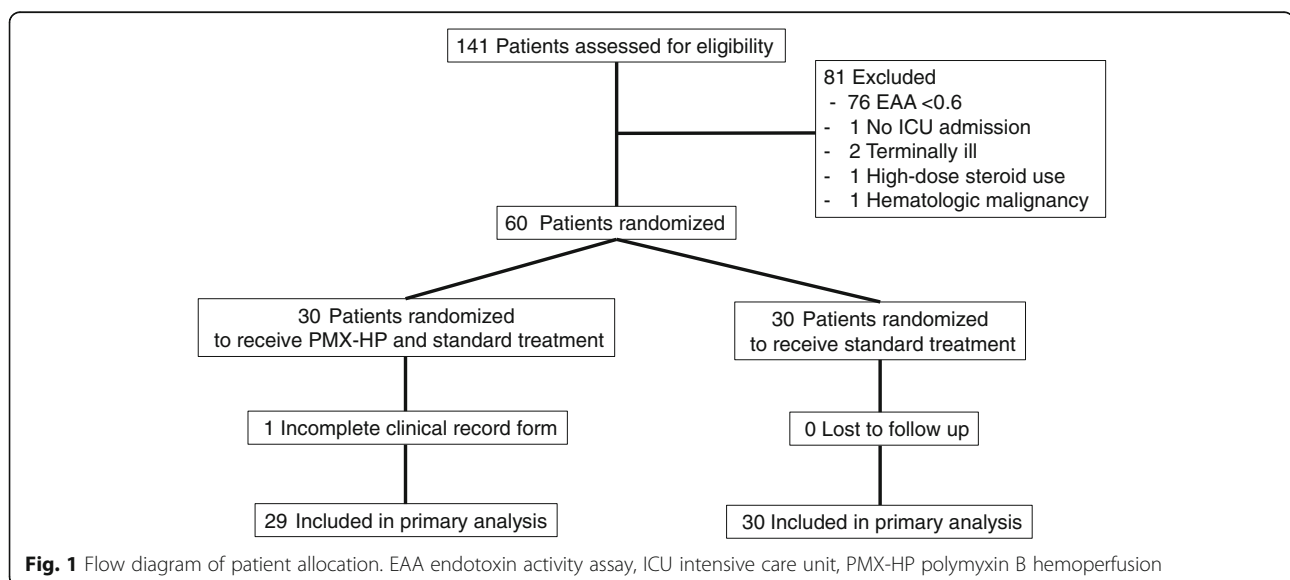 141 Patients assessed for eligibility
81 Excluded
- 76 EAA <0.6
- 1 No ICU admission
- 2 Terminally ill
- 1 High-dose steroid use
- 1 Hematologic malignancy
60 Patients randomized
30 Patients randomized
to receive PMX-HP and standard treatment
30 Patients randomized
to receive standard treatment
1 Incomplete clinical record form
0 Lost to follow up
29 Included in primary analysis
30 Included in primary analysis
Fig. 1 Flow diagram of patient allocation. EAA endotoxin activity assay, ICU intensive care unit, PMX-HP polymyxin B hemoperfusion